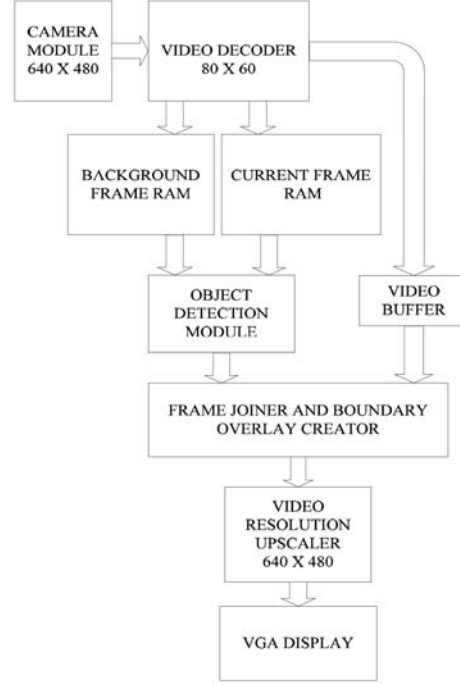 CAMERA
MODULE
640 X 480
VIDEO DECODER
80 X 60
BACKGROUND
FRAME RAM
CURRENT FRAME
RAM
OBJECT
DETECTION
MODULE
VIDEO
BUFFER
FRAME JOINER AND BOUNDARY
OVERLAY CREATOR
VIDEO
RESOLUTION
UPSCALER
640 X 480
VGA DISPLAY